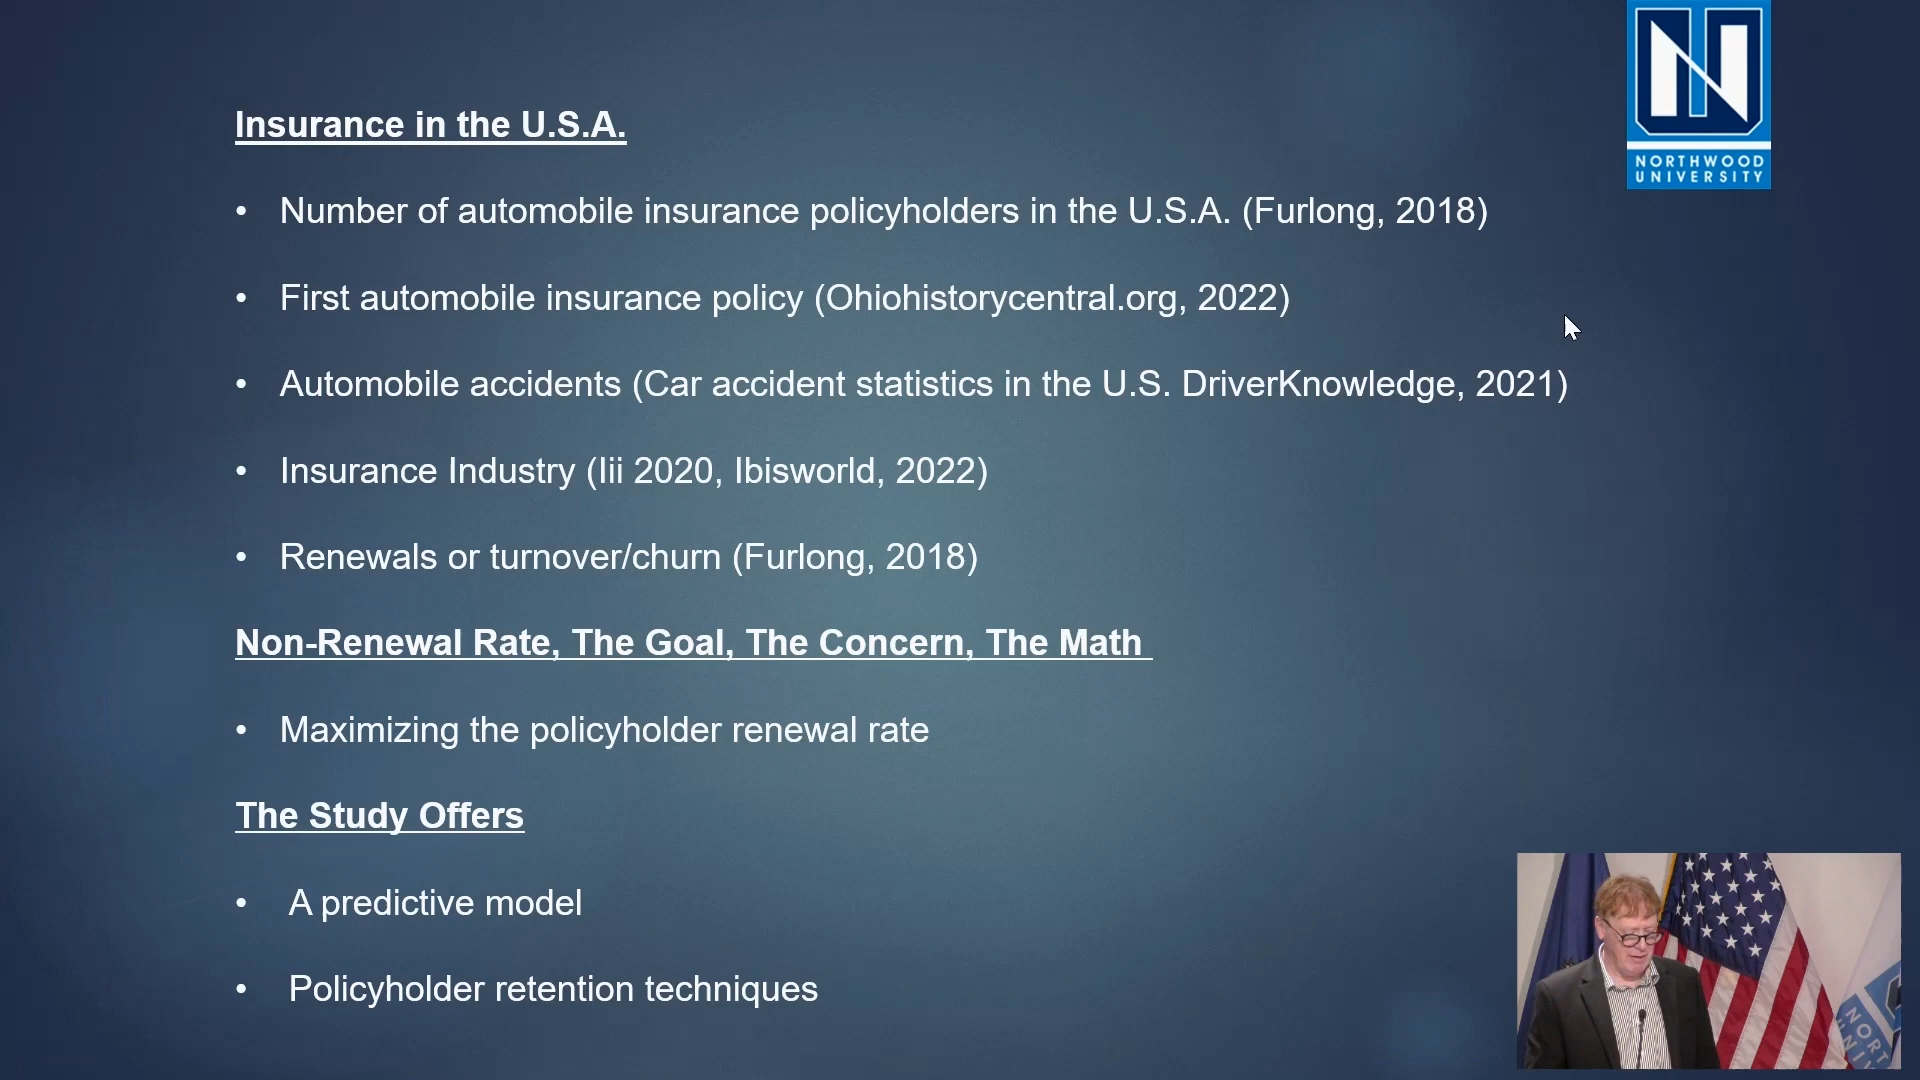 NORTHWOOD
UNIVERSITY
Insurance in the U.S.A.
• Number of automobile insurance policyholders in the U.S.A. (Furlong, 2018)
• First automobile insurance policy (Ohiohistorycentral.org, 2022)
• Automobile accidents (Car accident statistics in the U.S. DriverKnowledge, 2021)
• Insurance Industry (Iii 2020, Ibisworld, 2022)
• Renewals or turnover/churn (Furlong, 2018)
Non-Renewal Rate, The Goal, The Concern, The Math
• Maximizing the policyholder renewal rate
The Study Offers
• A predictive model
• Policyholder retention techniques
NORT
UNI